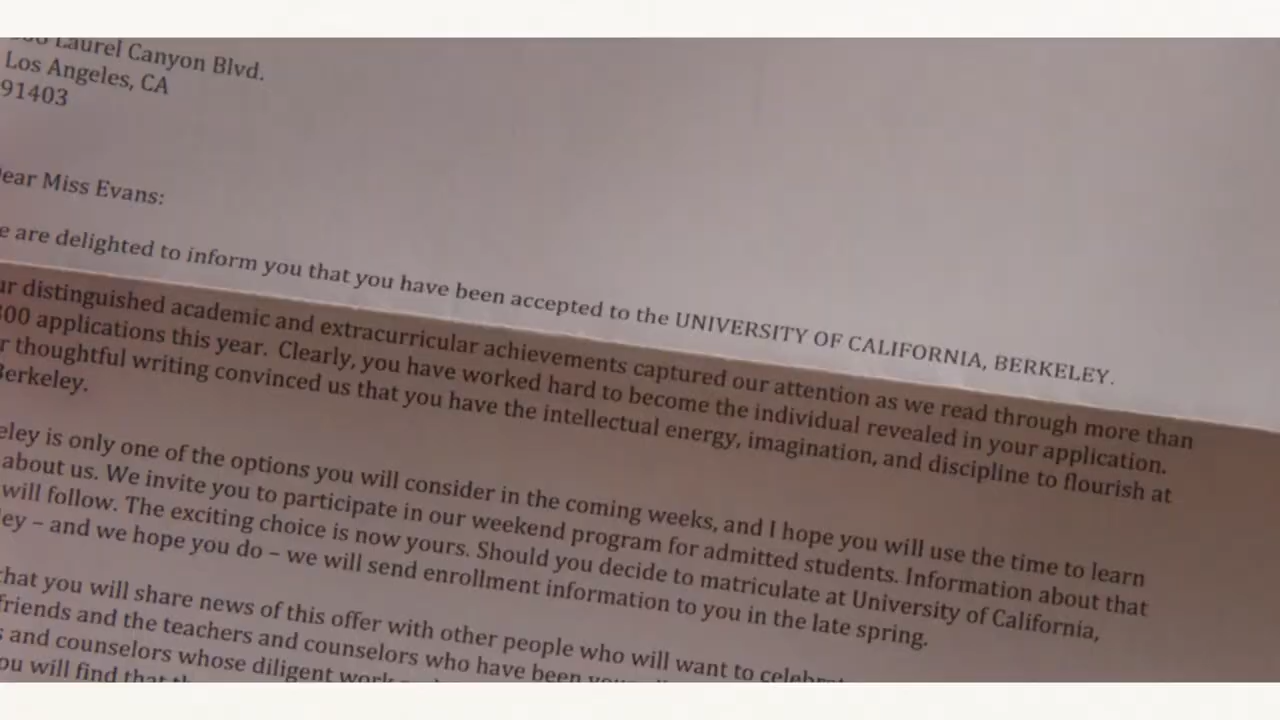 Laurel Canyon Blvd.
Los Angeles, CA
91403
Miss Evans:
are delighted to inform you that you have been accepted to the UNIVERSITY OF CALIFORNIA, BERKELEY.
distinguished academic and extracurricular achievements captured our attention as we read through more than
applications this year. Clearly, you have worked hard to become the individual revealed in your application.
thoughtful writing convinced us that you have the intellectual energy, imagination, and discipline to flourish at
Berkeley.
is only one of the options you will consider in the coming weeks, and I hope you will use the time to learn
about us. We invite you to participate in our weekend program for admitted students. Information about that
will follow. The exciting choice is now yours. Should you decide to matriculate at University of California,
– and we hope you do – we will send enrollment information to you in the late spring.
that you will share news of this offer with other people who will want to
friends and the teachers and counselors who have been
and counselors whose diligent work
will find that